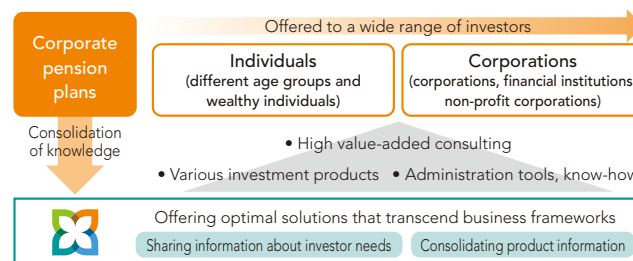 Offered to a wide range of investors
Corporate
pension
plans
Individuals
(different age groups and
wealthy individuals)
Corporations
(corporations, financial institutions
non-profit corporations)
Consolidation
of knowledge
• High value-added consulting
• Various investment products • Administration tools, know-how
Offering optimal solutions that transcend business frameworks
Sharing information about investor needs
Consolidating product information